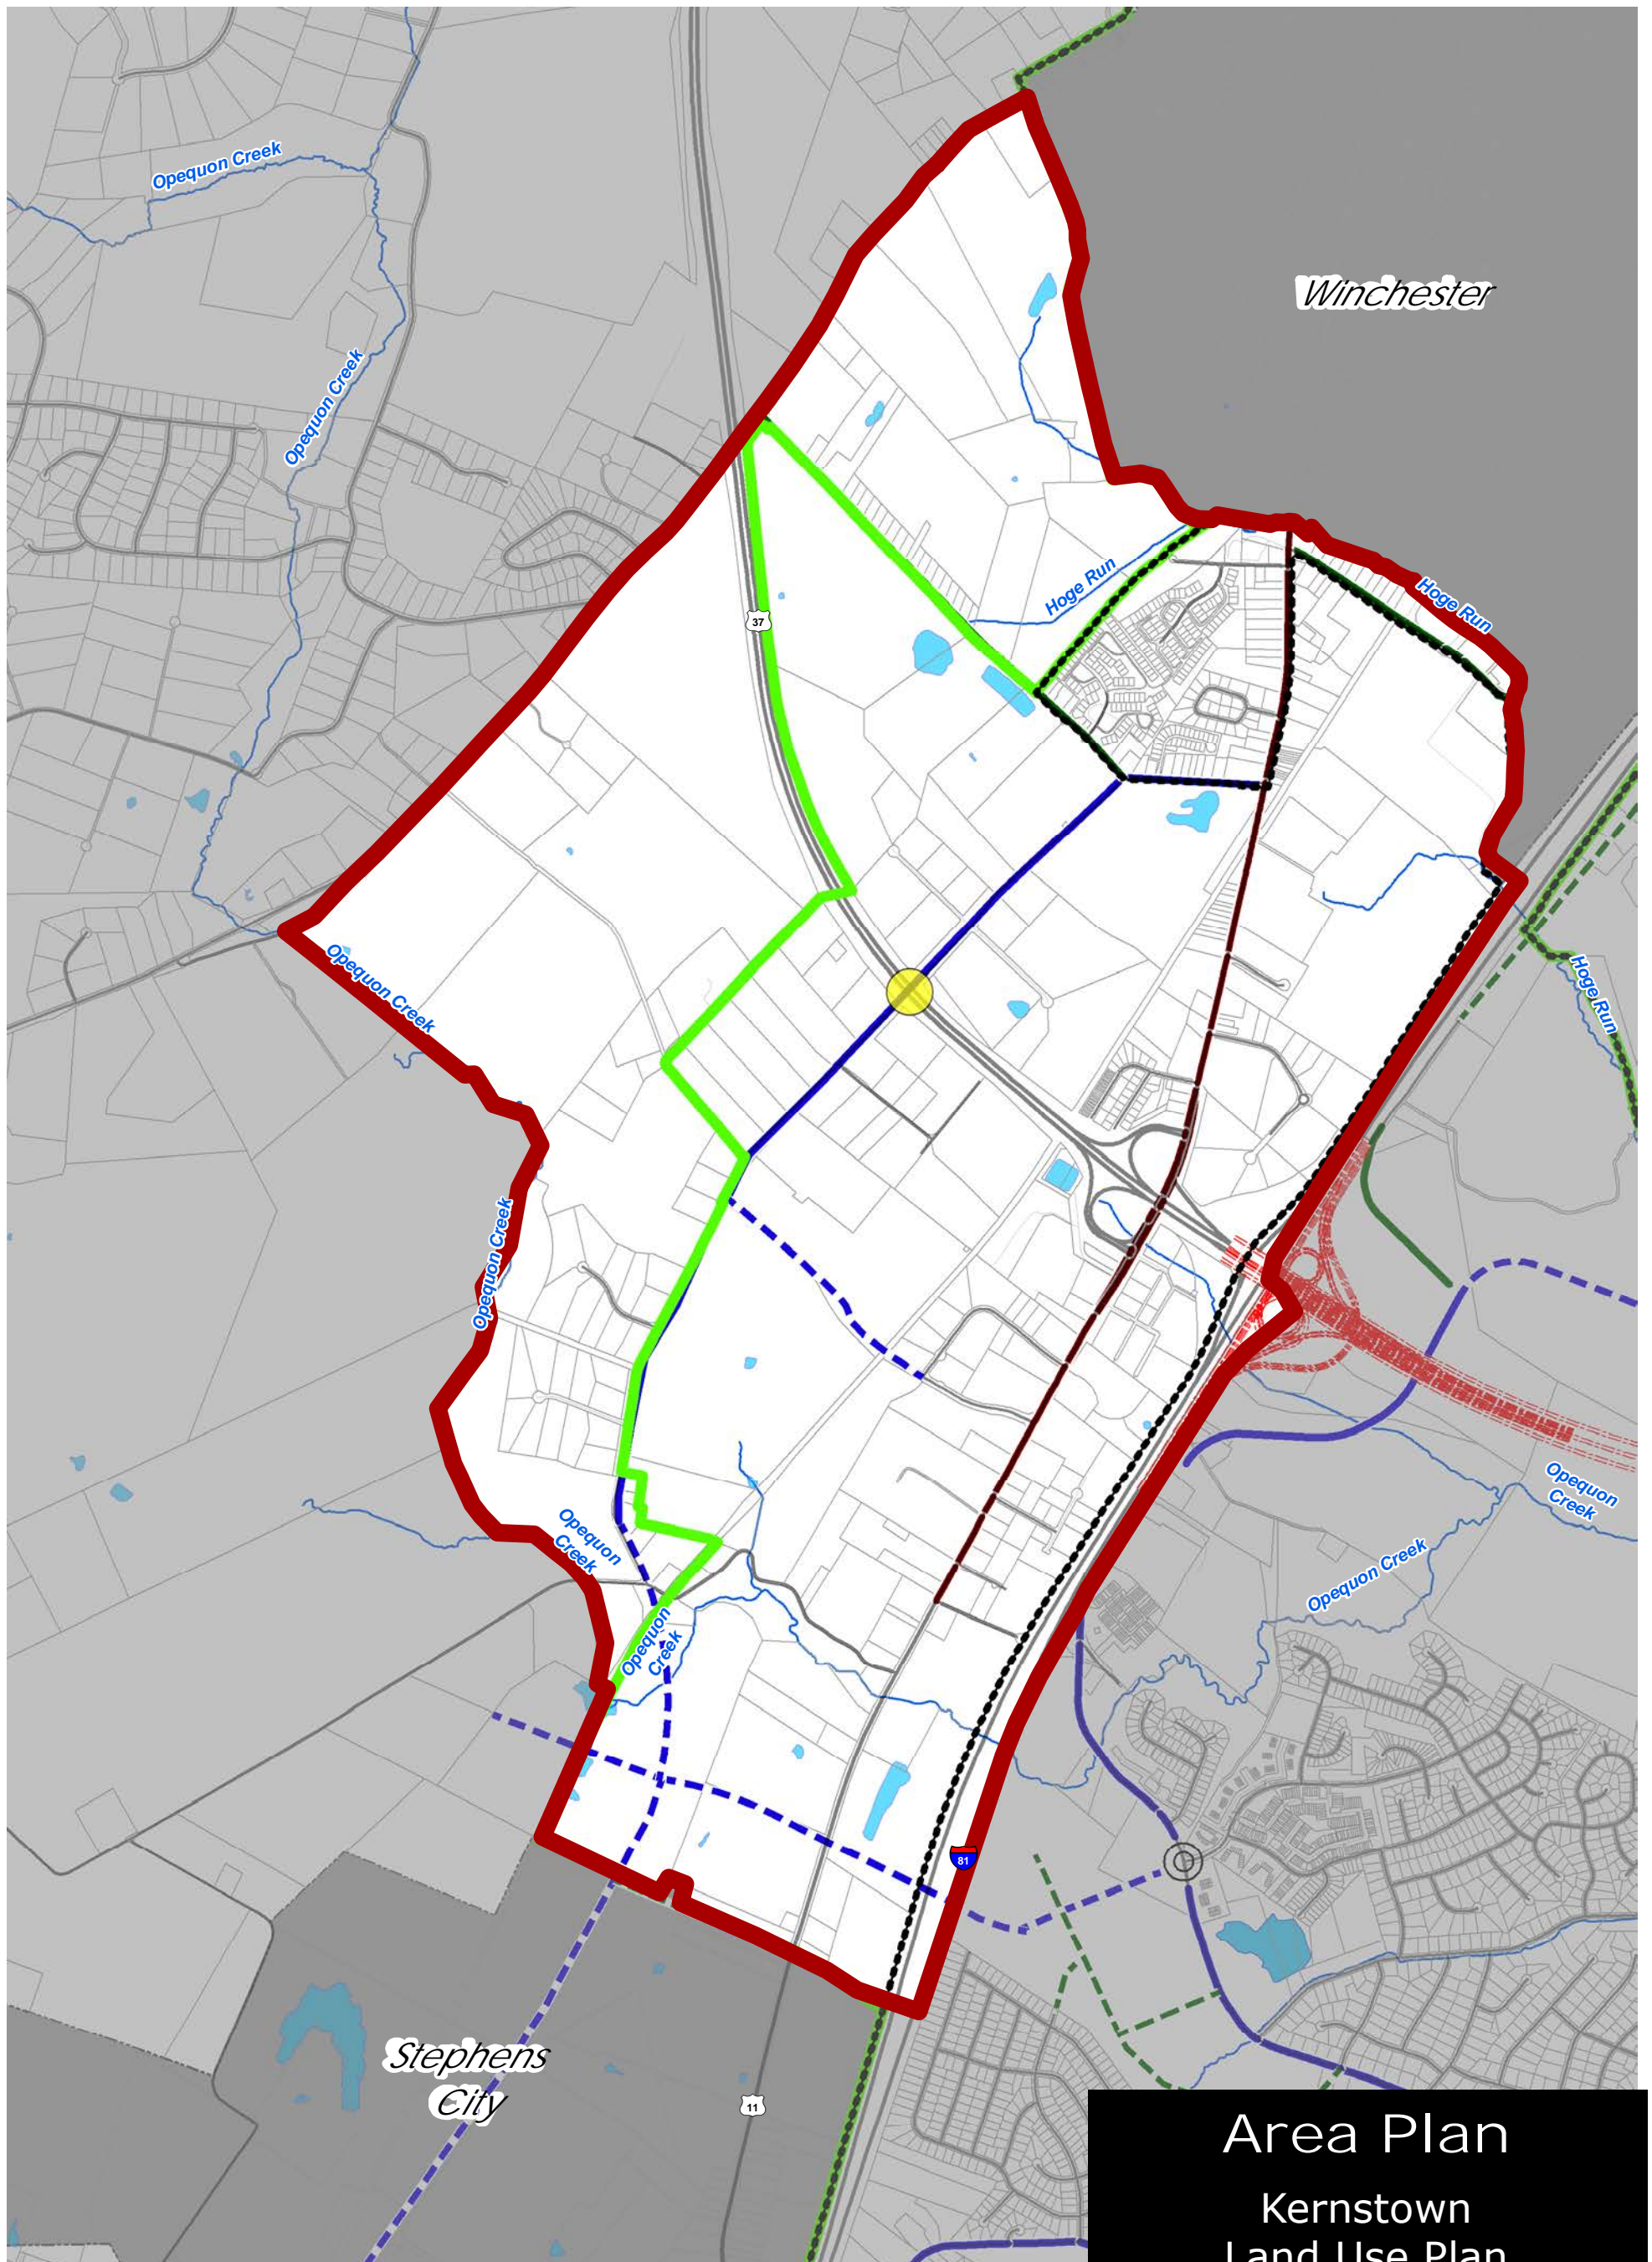 Opequon Creek
Winchester
Opequon Creek
Hoge Run
Hoge Run
37
Opequon Creek
Hoge Run
Opequon Creek
Opequon
Creek
Opequon
Creek
Opequon Creek
Opequon
Creek
81
Stephens
City
11
Area Plan
Kernstown
Land Use Plan